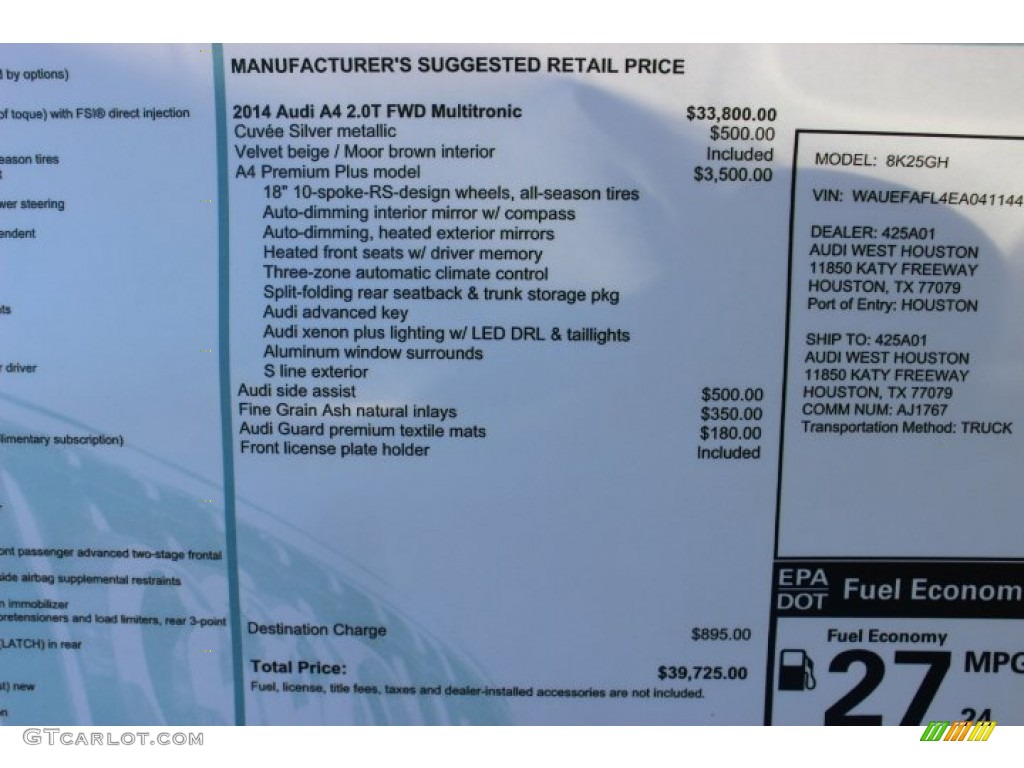 by options)
of toque) with FSI® direct injection
eason tires
wer steering
endent
ts
driver
limentary subscription)
ont passenger advanced two-stage frontal
side airbag supplemental restraints
n immobilizer
pretensioners and load limiters, rear 3-point
(LATCH) in rear
st) new
on
MANUFACTURER'S SUGGESTED RETAIL PRICE
2014 Audi A4 2.0T FWD Multitronic $33,800.00
Cuvée Silver metallic $500.00
Velvet beige / Moor brown interior Included
A4 Premium Plus model $3,500.00
18" 10-spoke-RS-design wheels, all-season tires
Auto-dimming interior mirror w/ compass
Auto-dimming, heated exterior mirrors
Heated front seats w/ driver memory
Three-zone automatic climate control
Split-folding rear seatback & trunk storage pkg
Audi advanced key
Audi xenon plus lighting w/ LED DRL & taillights
Aluminum window surrounds
S line exterior
Audi side assist $500.00
Fine Grain Ash natural inlays $350.00
Audi Guard premium textile mats $180.00
Front license plate holder Included
Destination Charge $895.00
Total Price: $39,725.00
Fuel, license, title fees, taxes and dealer-installed accessories are not included.
MODEL: 8K25GH
VIN: WAUEFAFL4EA041144
DEALER: 425A01
AUDI WEST HOUSTON
11850 KATY FREEWAY
HOUSTON, TX 77079
Port of Entry: HOUSTON
SHIP TO: 425A01
AUDI WEST HOUSTON
11850 KATY FREEWAY
HOUSTON, TX 77079
COMM NUM: AJ1767
Transportation Method: TRUCK
EPA
DOT Fuel Econom
Fuel Economy
27 MPG
24
GTcarLot.com